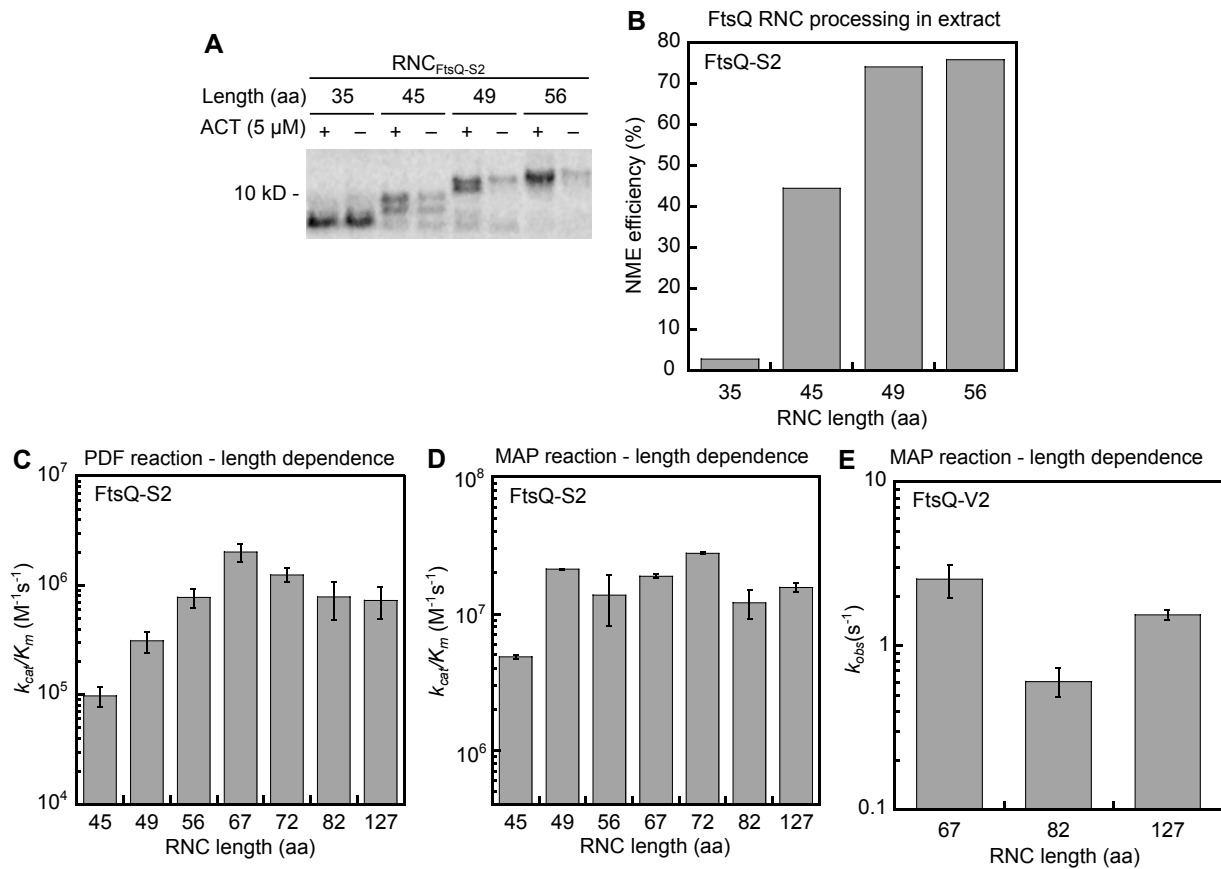 A
RNC_FtsQ-S2
Length (aa) 35 45 49 56
ACT (5 µM) + – + – + – + –
10 kD -
B FtsQ RNC processing in extract
FtsQ-S2
NME efficiency (%)
80
70
60
50
40
30
20
10
0
35 45 49 56
RNC length (aa)
C PDF reaction - length dependence
FtsQ-S2
k_cat/K_m (M^-1 s^-1)
10^7
10^6
10^5
10^4
45 49 56 67 72 82 127
RNC length (aa)
D MAP reaction - length dependence
FtsQ-S2
k_cat/K_m (M^-1 s^-1)
10^8
10^7
10^6
45 49 56 67 72 82 127
RNC length (aa)
E MAP reaction - length dependence
FtsQ-V2
k_obs(s^-1)
10
1
0.1
67 82 127
RNC length (aa)